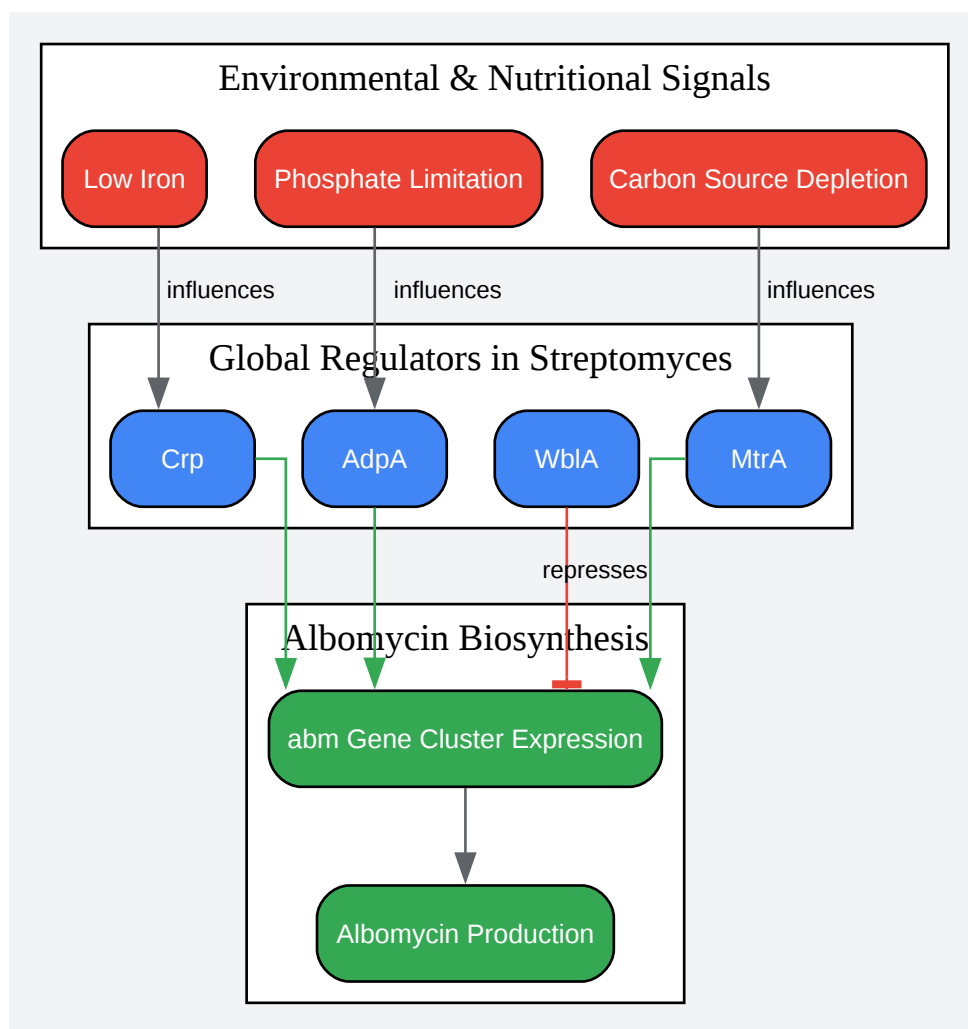 Environmental & Nutritional Signals
Low Iron
Phosphate Limitation
Carbon Source Depletion
influences
influences
influences
Global Regulators in Streptomyces
Crp
AdpA
WblA
MtrA
represses
Albomycin Biosynthesis
abm Gene Cluster Expression
Albomycin Production